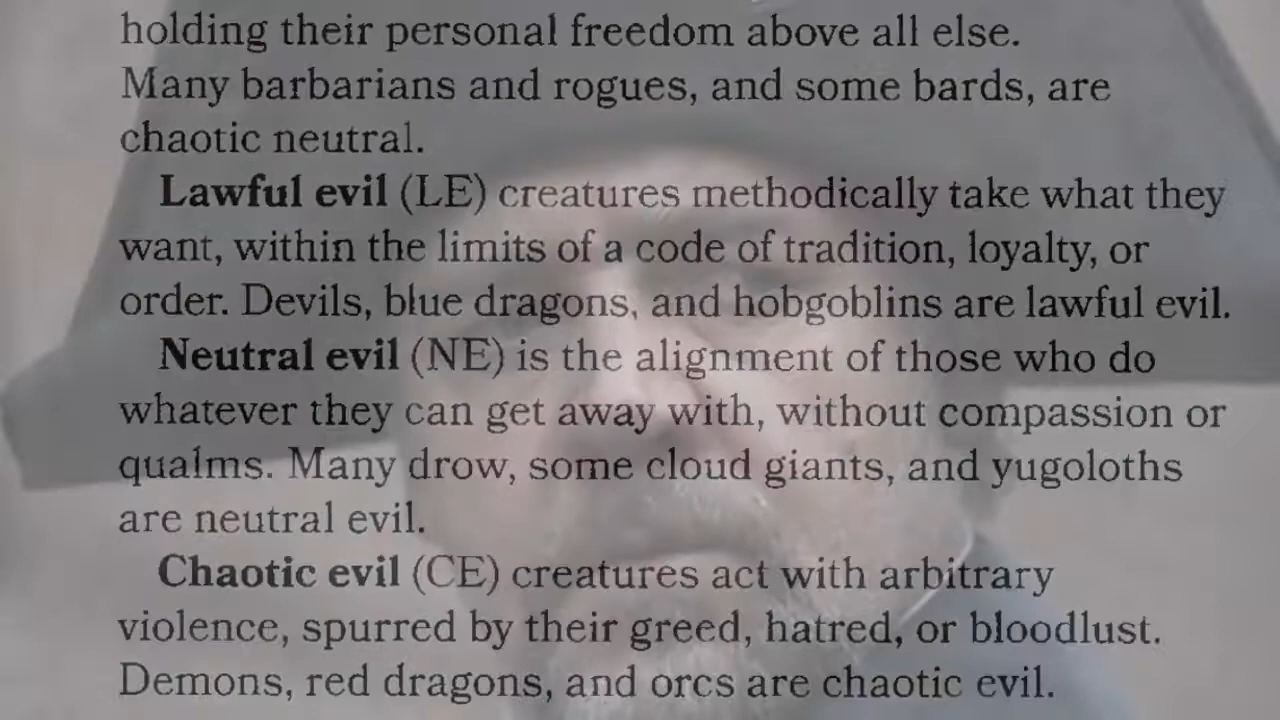 holding their personal freedom above all else.
Many barbarians and rogues, and some bards, are
chaotic neutral.
Lawful evil (LE) creatures methodically take what they
want, within the limits of a code of tradition, loyalty, or
order. Devils, blue dragons, and hobgoblins are lawful evil.
Neutral evil (NE) is the alignment of those who do
whatever they can get away with, without compassion or
qualms. Many drow, some cloud giants, and yugoloths
are neutral evil.
Chaotic evil (CE) creatures act with arbitrary
violence, spurred by their greed, hatred, or bloodlust.
Demons, red dragons, and orcs are chaotic evil.